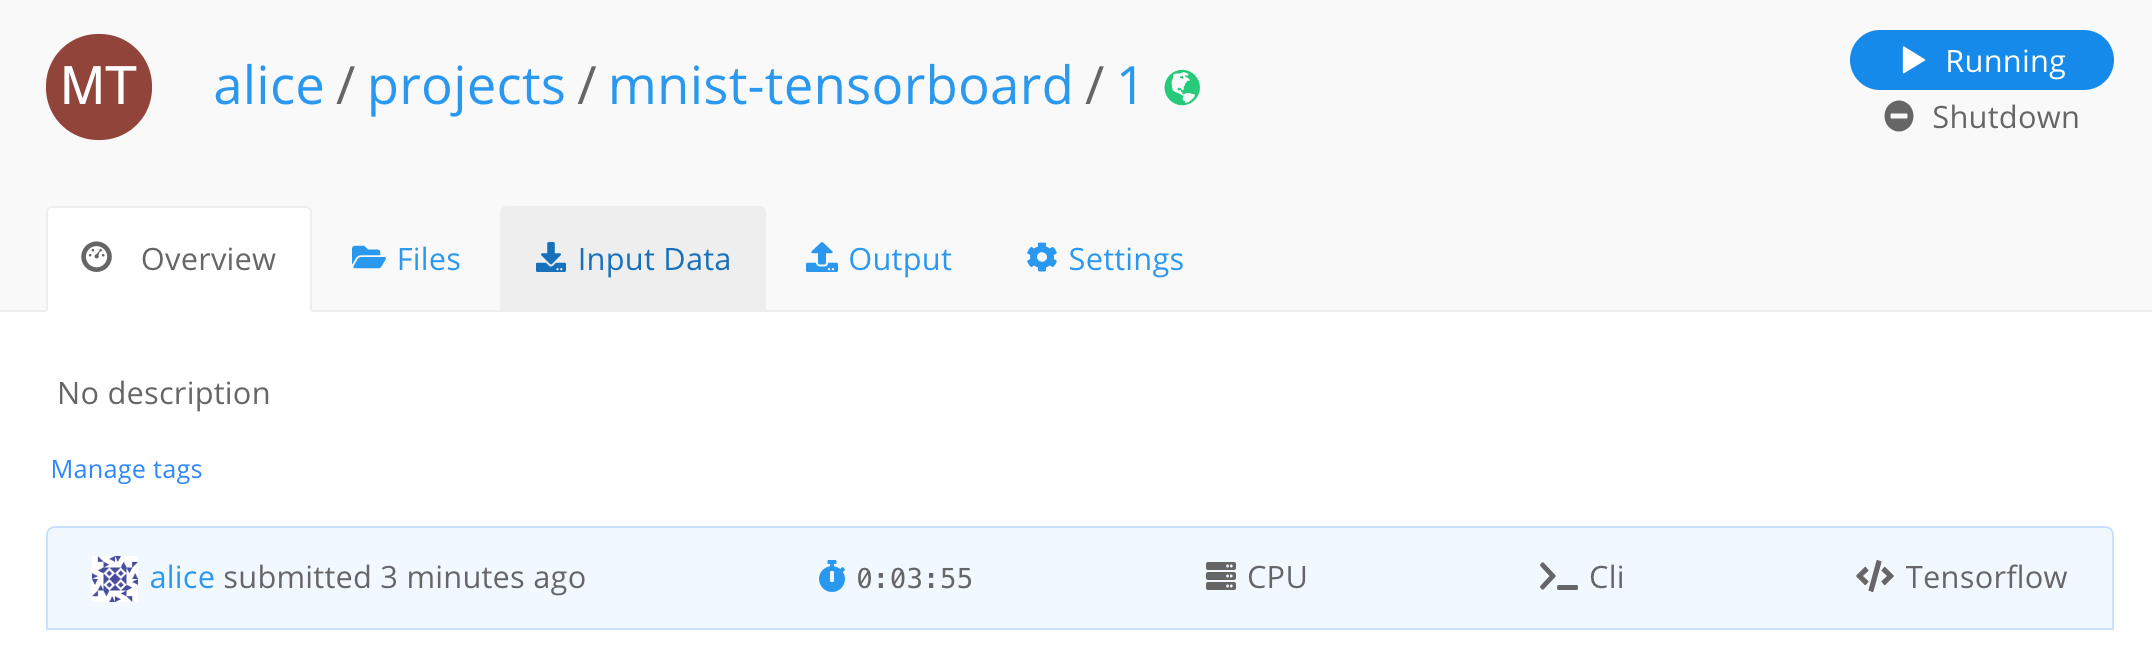 MT
alice / projects / mnist-tensorboard / 1
Running
Shutdown
Overview Files Input Data Output Settings
No description
Manage tags
alice submitted 3 minutes ago 0:03:55 CPU Cli Tensorflow